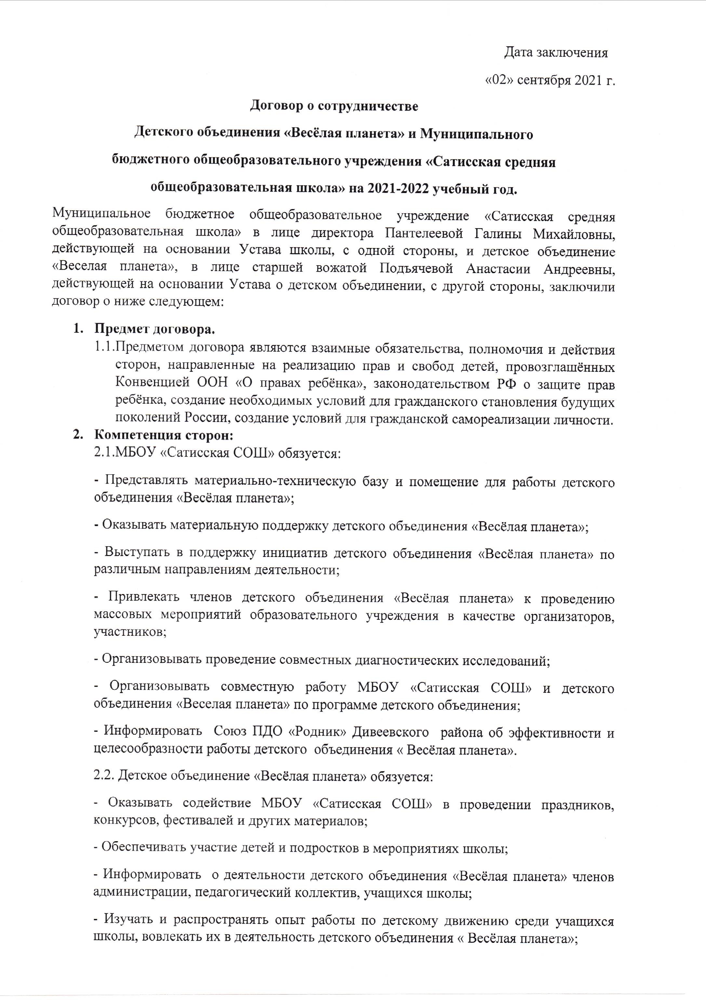 Дата заключения
«02» сентября 2021 г.
Договор о сотрудничестве
Детского объединения «Весёлая планета» и Муниципального
бюджетного общеобразовательного учреждения «Сатисская средняя
общеобразовательная школа» на 2021-2022 учебный год.
Муниципальное бюджетное общеобразовательное учреждение «Сатисская средняя
общеобразовательная школа» в лице директора Пантелеевой Галины Михайловны,
действующей на основании Устава школы, с одной стороны, и детское объединение
«Веселая планета», в лице старшей вожатой Подъячевой Анастасии Андреевны,
действующей на основании Устава о детском объединении, с другой стороны, заключили
договор о ниже следующем:
1. Предмет договора.
1.1.Предметом договора являются взаимные обязательства, полномочия и действия
сторон, направленные на реализацию прав и свобод детей, провозглашённых
Конвенцией ООН «О правах ребёнка», законодательством РФ о защите прав
ребёнка, создание необходимых условий для гражданского становления будущих
поколений России, создание условий для гражданской самореализации личности.
2. Компетенция сторон:
2.1.МБОУ «Сатисская СОШ» обязуется:
- Представлять материально-техническую базу и помещение для работы детского
объединения «Весёлая планета»;
- Оказывать материальную поддержку детского объединения «Весёлая планета»;
- Выступать в поддержку инициатив детского объединения «Весёлая планета» по
различным направлениям деятельности;
- Привлекать членов детского объединения «Весёлая планета» к проведению
массовых мероприятий образовательного учреждения в качестве организаторов,
участников;
- Организовывать проведение совместных диагностических исследований;
- Организовывать совместную работу МБОУ «Сатисская СОШ» и детского
объединения «Веселая планета» по программе детского объединения;
- Информировать Союз ПДО «Родник» Дивеевского района об эффективности и
целесообразности работы детского объединения « Весёлая планета».
2.2. Детское объединение «Весёлая планета» обязуется:
- Оказывать содействие МБОУ «Сатисская СОШ» в проведении праздников,
конкурсов, фестивалей и других материалов;
- Обеспечивать участие детей и подростков в мероприятиях школы;
- Информировать о деятельности детского объединения «Весёлая планета» членов
администрации, педагогический коллектив, учащихся школы;
- Изучать и распространять опыт работы по детскому движению среди учащихся
школы, вовлекать их в деятельность детского объединения « Весёлая планета»;